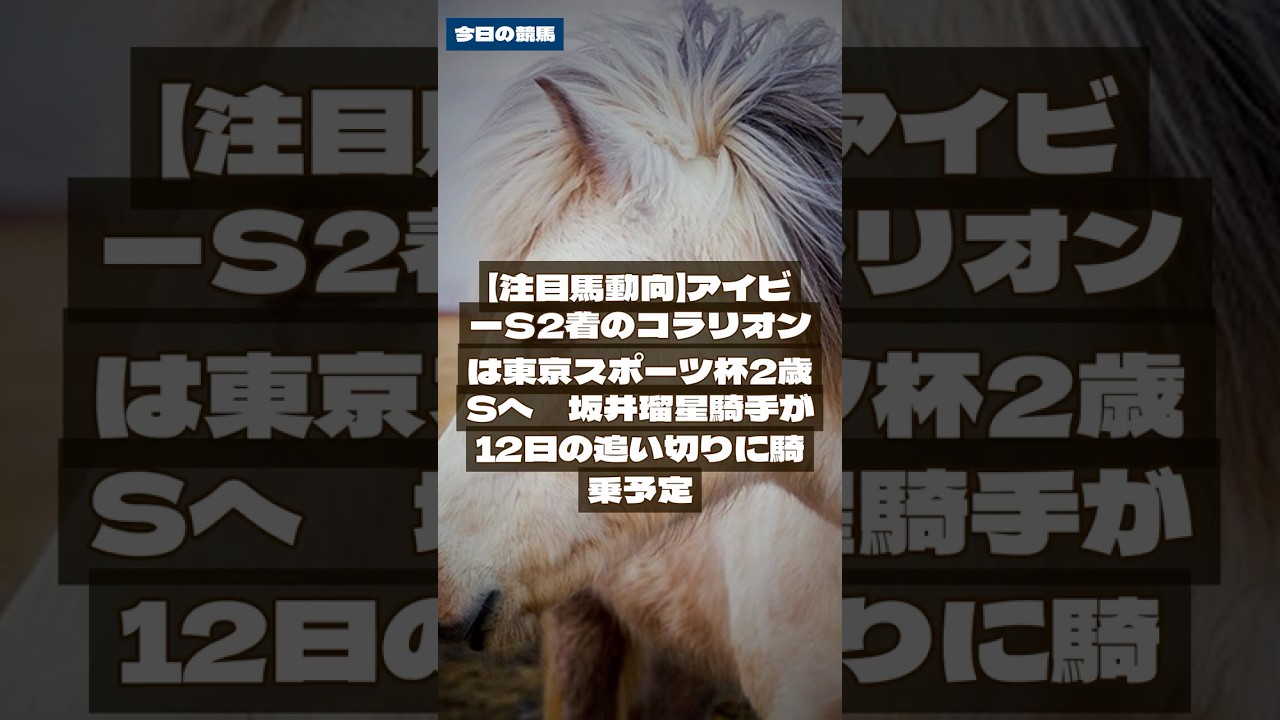 今日の競馬
【注目馬動向】アイビ
ーS2着のコラリオン
は東京スポーツ杯2歳
Sへ　坂井瑠星騎手が
12日の追い切りに騎
乗予定